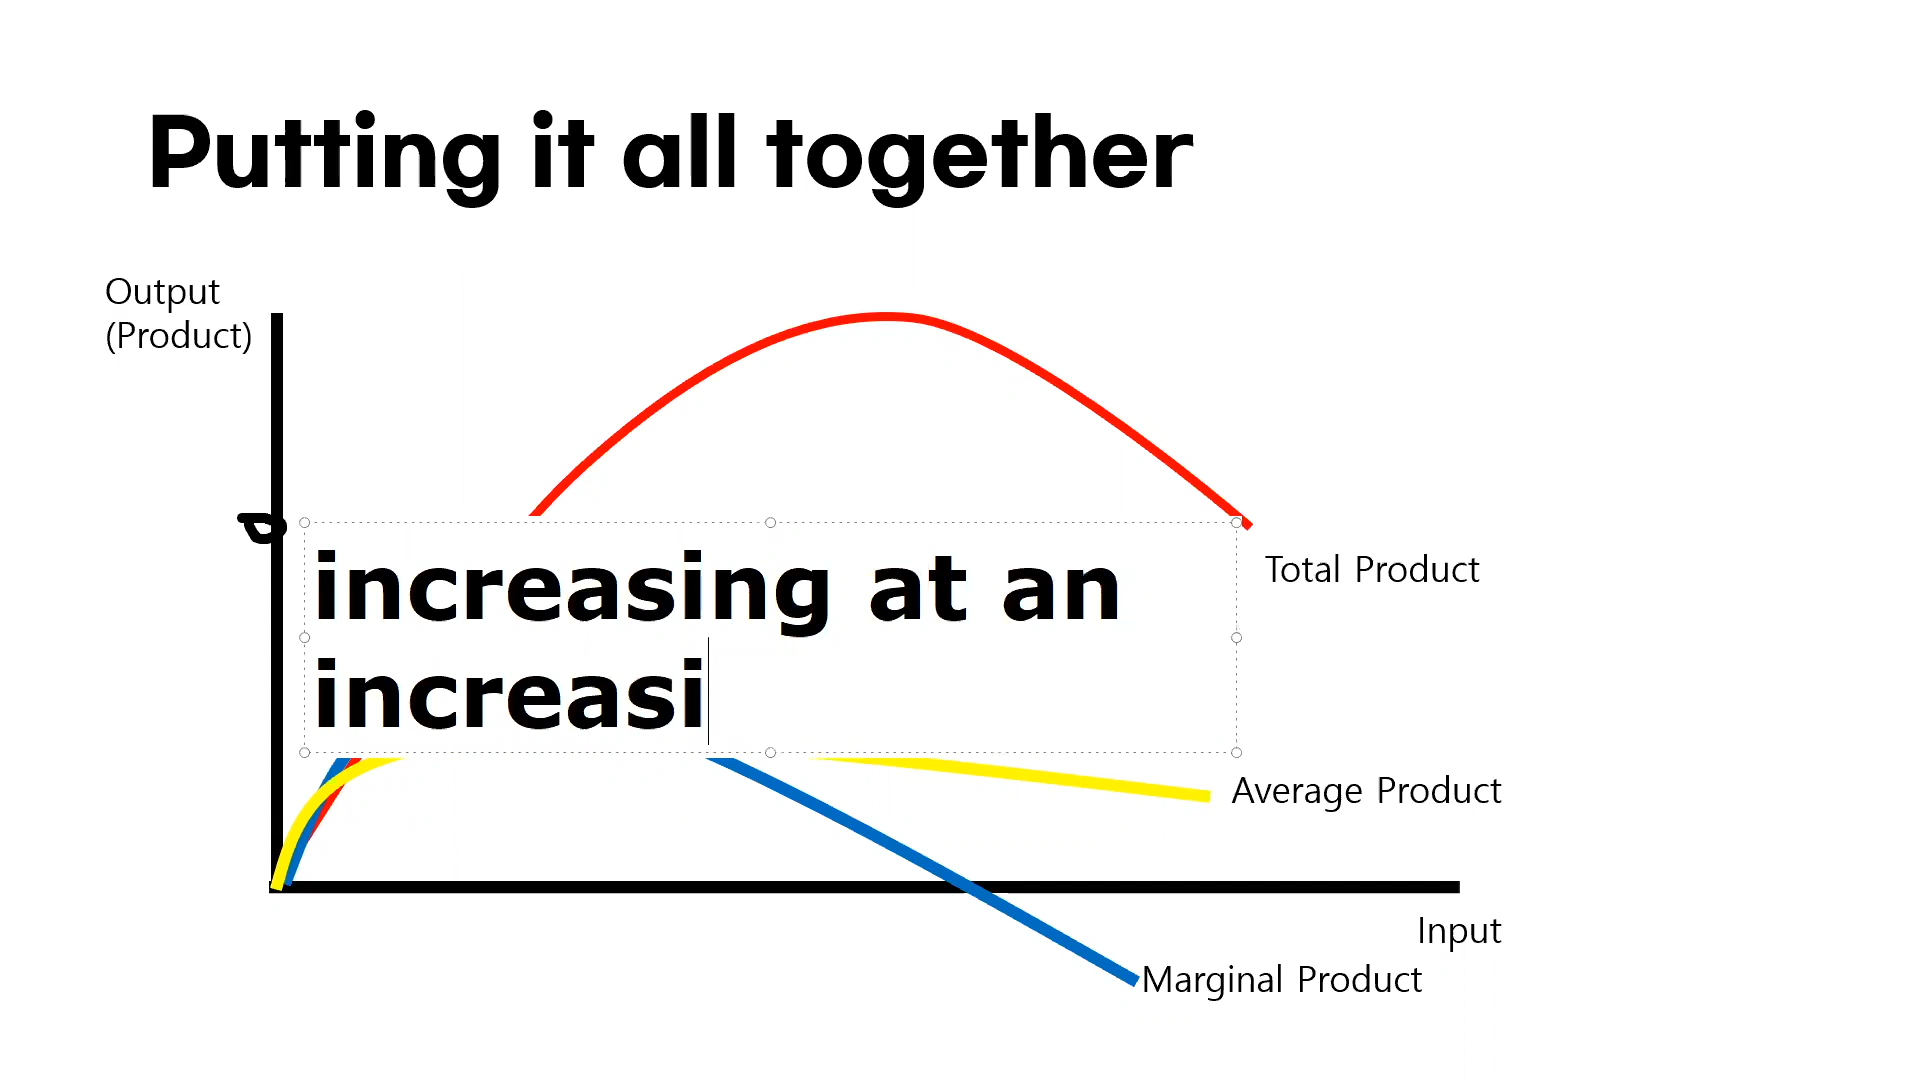 Putting it all together
Output
(Product)
increasing at an
increasi
Total Product
Average Product
Input
Marginal Product